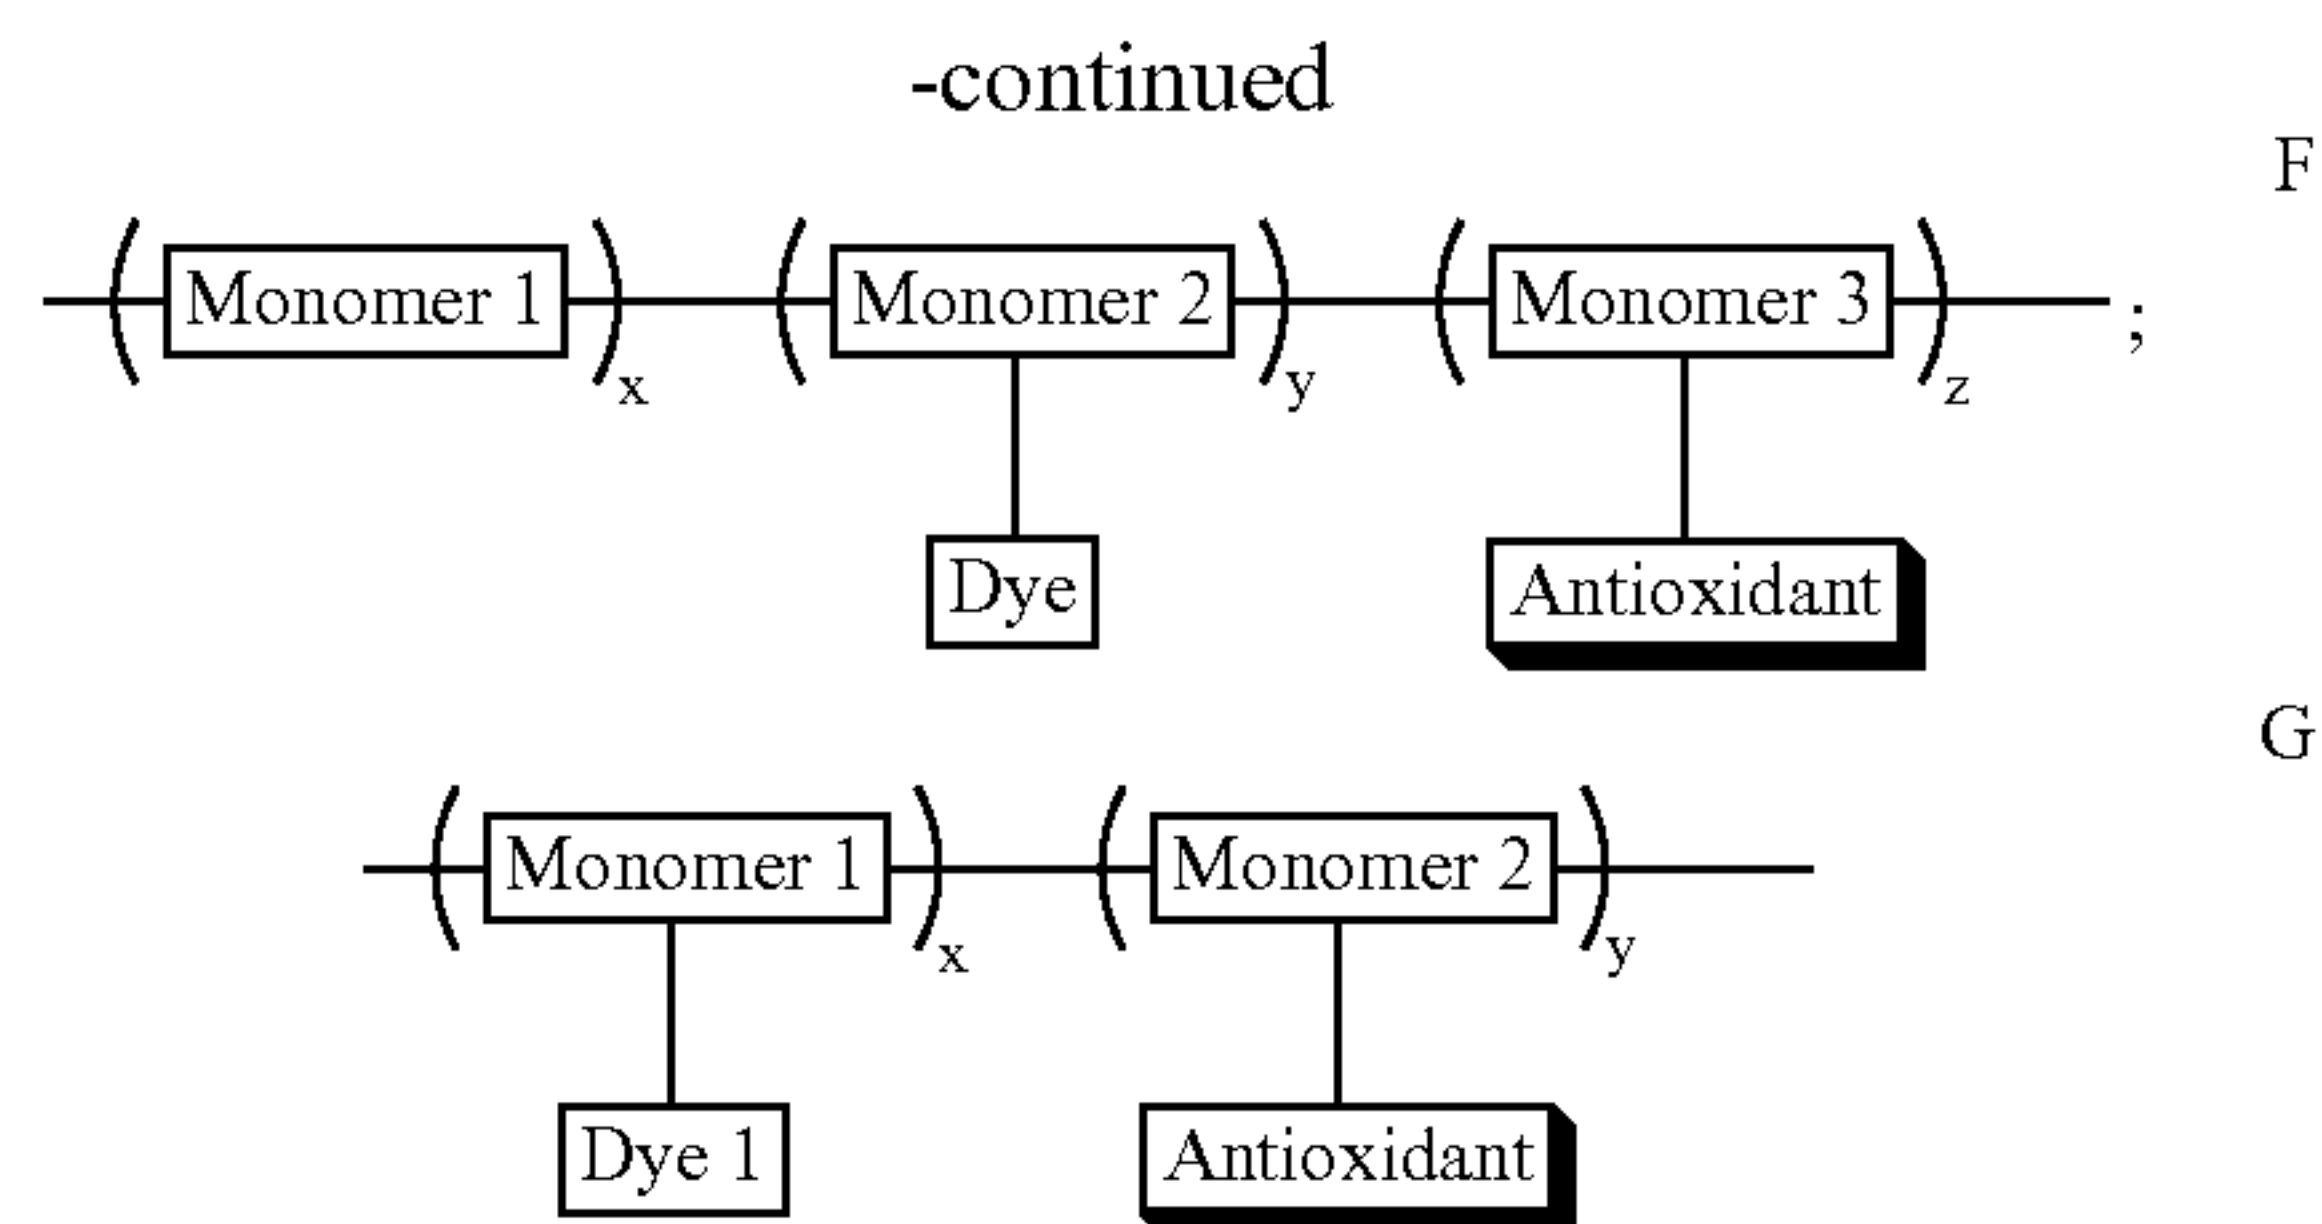 -continued
F
Monomer 1 x Monomer 2 y Monomer 3 z ;
Dye Antioxidant
G
Monomer 1 x Monomer 2 y
Dye 1 Antioxidant